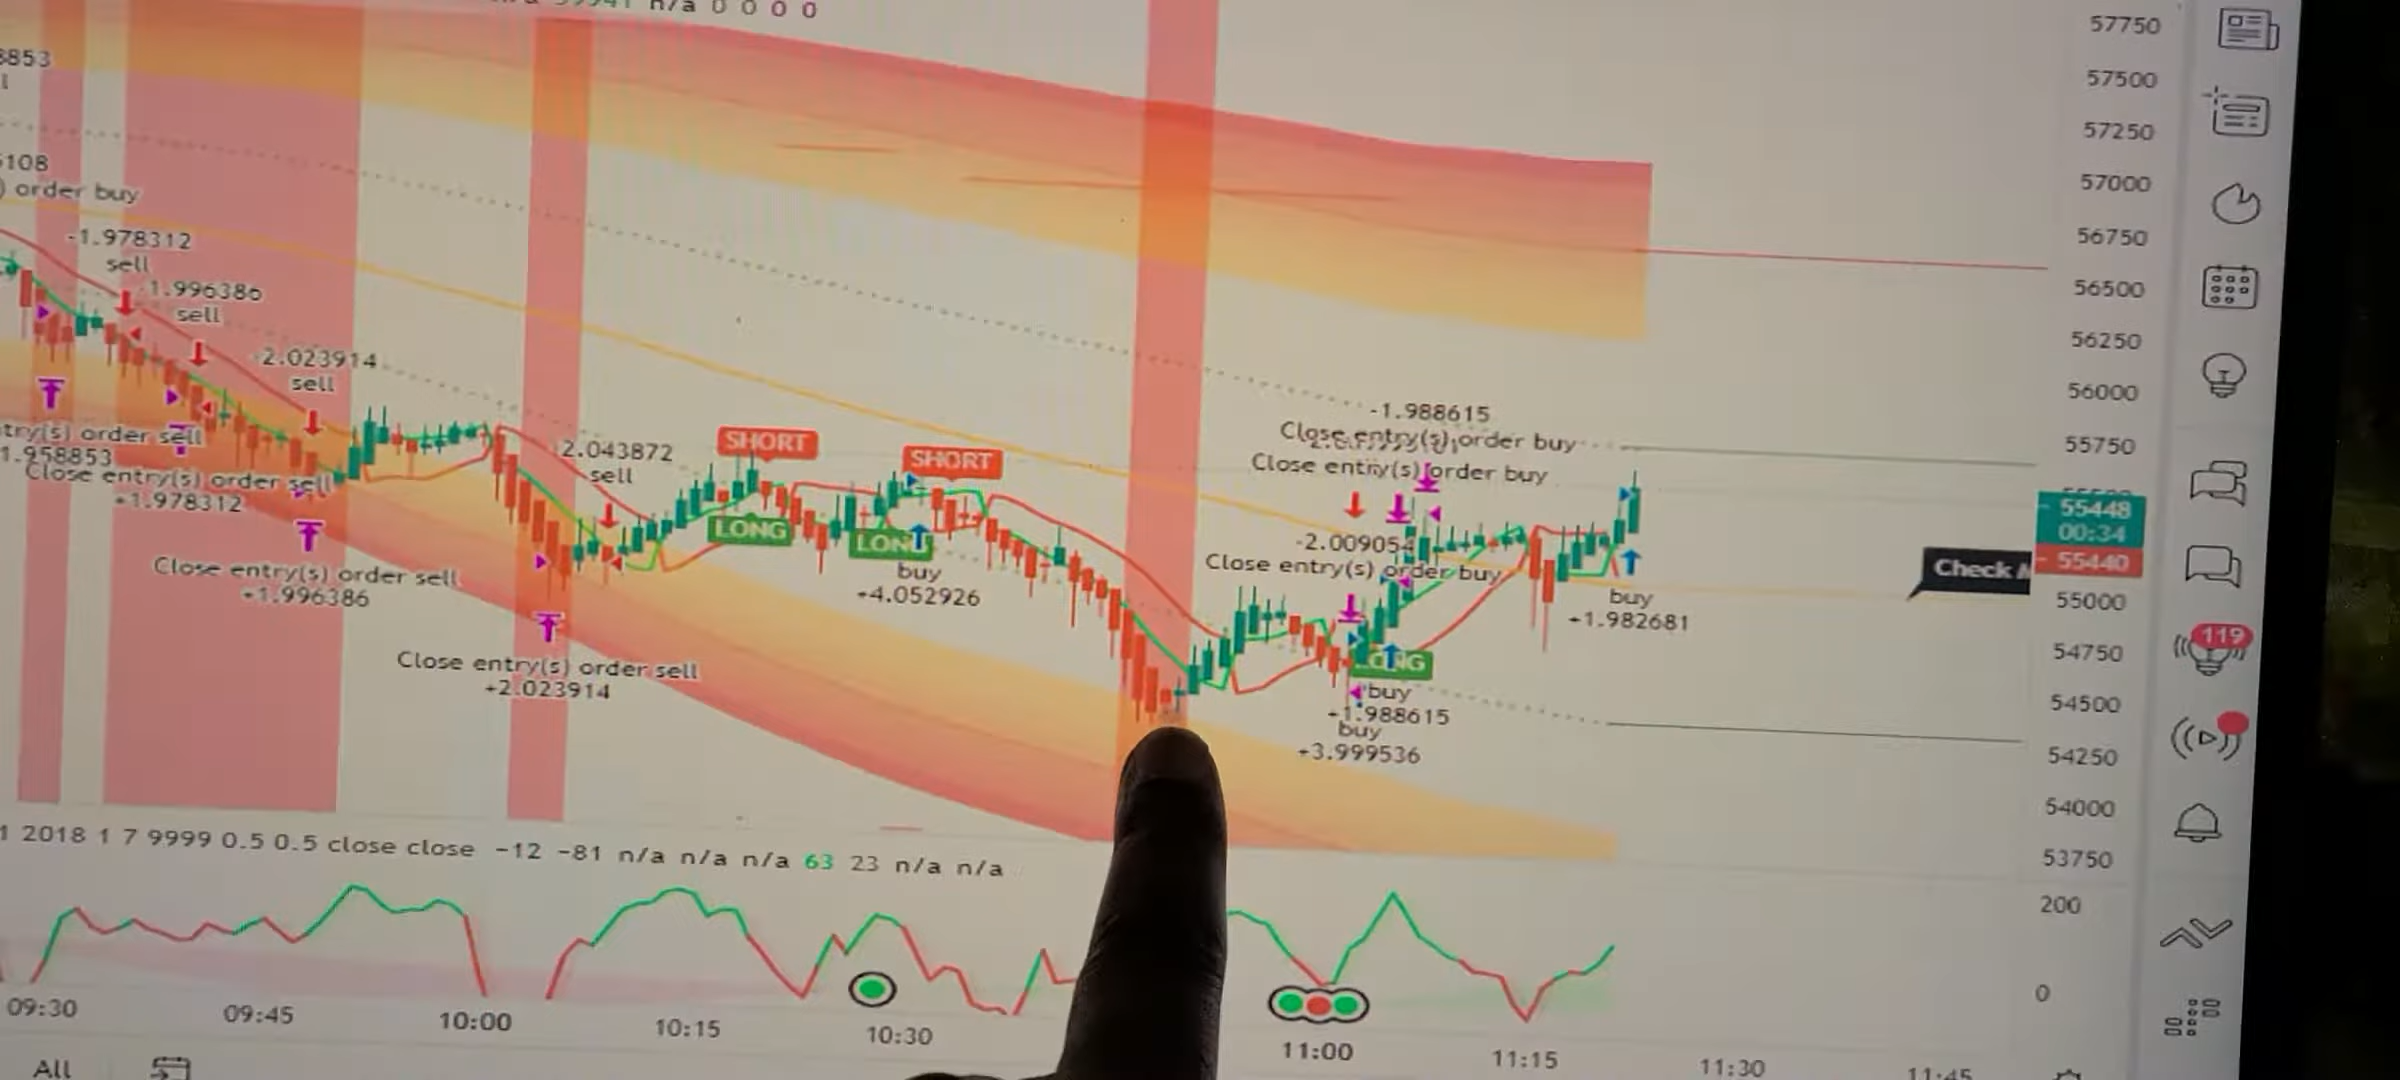 n/a 0 0 0 0
57750
57500
57250
57000
56750
56500
56250
56000
55750
55448
00:34
55440
55000
54750
54500
54250
54000
53750
200
0
119
Check
order buy
-1.978312
sell
-1.996386
sell
-2.023914
sell
order sell
1.958853
Close entry(s) order sell
+1.978312
Close entry(s) order sell
+1.996386
-2.043872
sell
Close entry(s) order sell
+2.023914
SHORT
LONG
SHORT
buy
+4.052926
-1.988615
Close entry(s) order buy
Close entry(s) order buy
-2.009054
Close entry(s) order buy
buy
+1.988615
buy
+3.999536
buy
+1.982681
1 2018 1 7 9999 0.5 0.5 close close -12 -81 n/a n/a n/a 63 23 n/a n/a
09:30
09:45
10:00
10:15
10:30
11:00
11:15
11:30
11:45
All